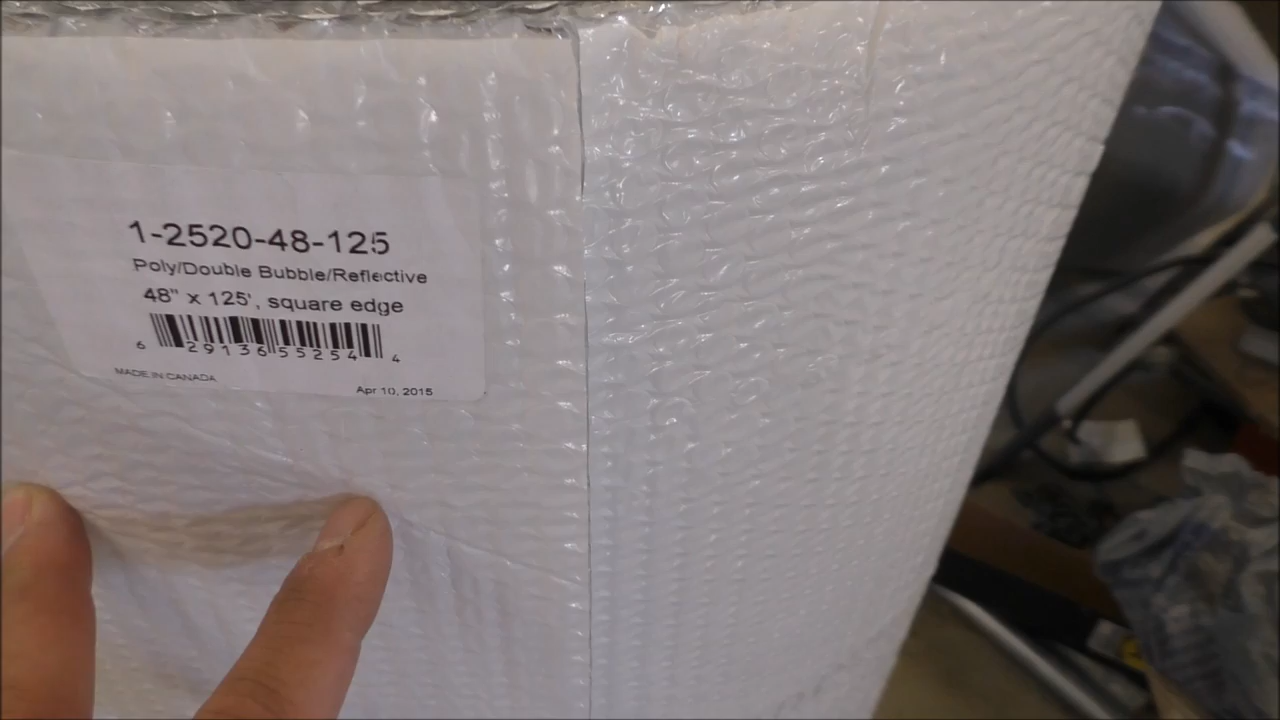 1-2520-48-125
Poly/Double Bubble/Reflective
48" x 125', square edge
6 29136 55254 4
MADE IN CANADA
Apr 10, 2015